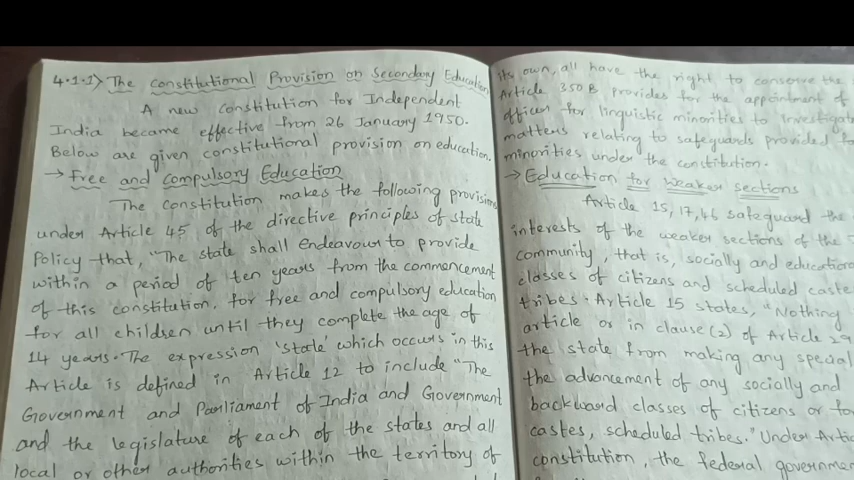 4.1.1) The Constitutional Provision on Secondary Education
A new constitution for Independent
India became effective from 26 January 1950.
Below are given constitutional provision on education.
→ Free and Compulsory Education
The constitution makes the following provisions
under Article 45 of the directive principles of state
Policy that, "The state shall endeavour to provide
within a period of ten years from the commencement
of this constitution, for free and compulsory education
for all children until they complete the age of
14 years. The expression 'state' which occurs in this
Article is defined in Article 12 to include "The
Government and Parliament of India and Government
and the legislature of each of the states and all
local or other authorities within the territory of
its own, all have the right to conserve the
Article 350 B provides for the appointment of
officer for linguistic minorities to investigat
matters relating to safeguards provided fo
minorities under the constitution.
→ Education for weaker sections
Article 15, 17, 46 safeguard the
interests of the weaker sections of the
community, that is, socially and education
classes of citizens and scheduled caste
tribes. Article 15 states, "Nothing
article or in clause (2) of Article 29
the state from making any special
the advancement of any socially and
backward classes of citizens or fo
castes, scheduled tribes." Under Artic
constitution, the federal governme